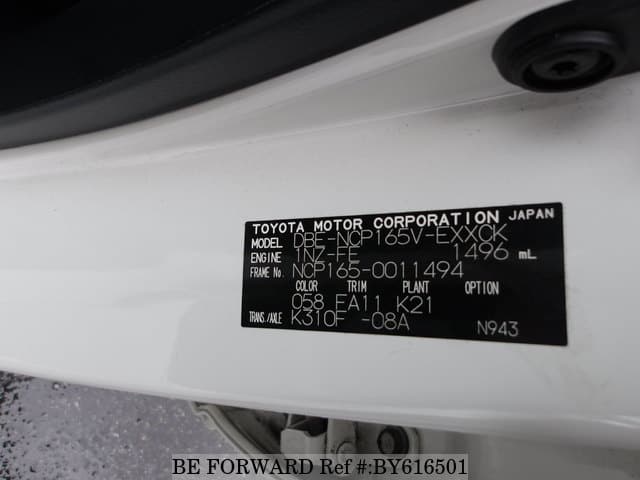 TOYOTA MOTOR CORPORATION JAPAN
MODEL DBE-NCP165V-EXXCK
ENGINE 1NZ-FE 1496 mL
FRAME No. NCP165-0011494
COLOR TRIM PLANT OPTION
058 FA11 K21
TRANS./AXLE K310F -08A
N943
BE FORWARD Ref #:BY616501